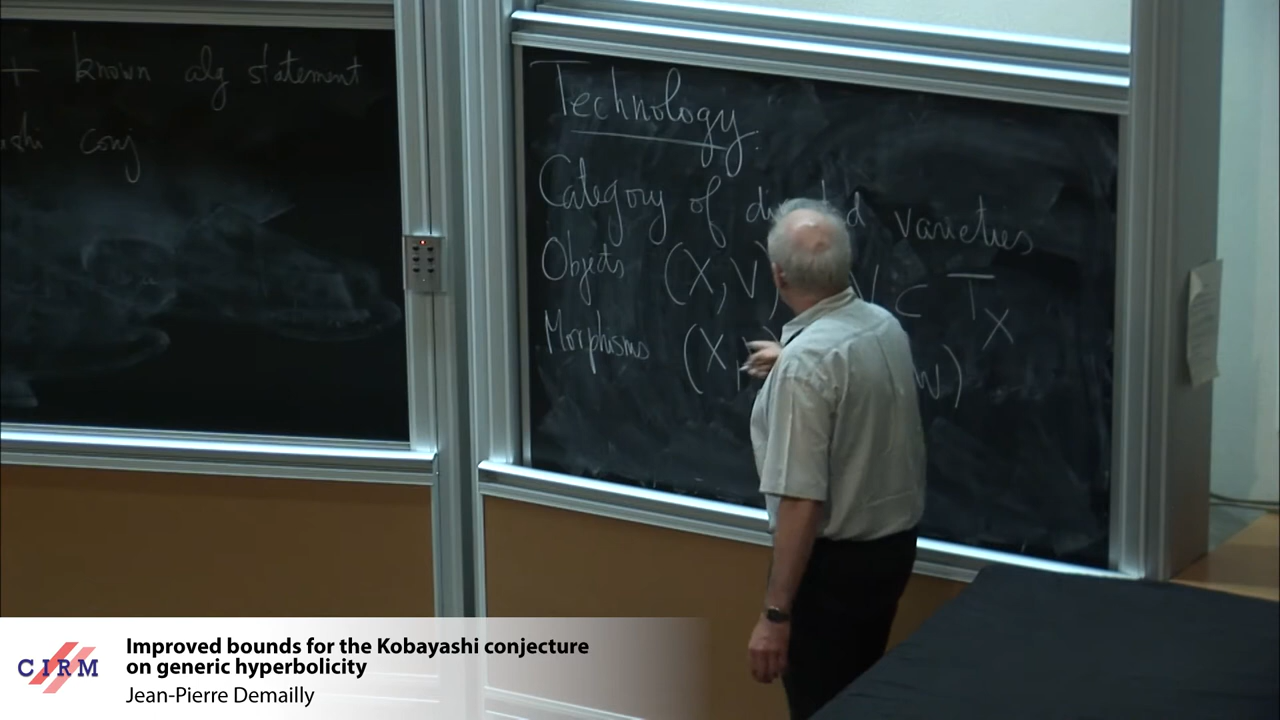 + known alg statement
conj
Technology.
Category of varieties
Objects (X, V) V ⊂ T_X
Morphisms (X, W)
CIRM
Improved bounds for the Kobayashi conjecture
on generic hyperbolicity
Jean-Pierre Demailly